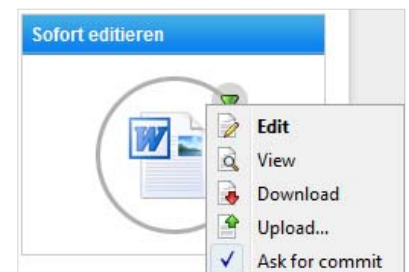 Sofort editieren
W
Edit
View
Download
Upload...
Ask for commit